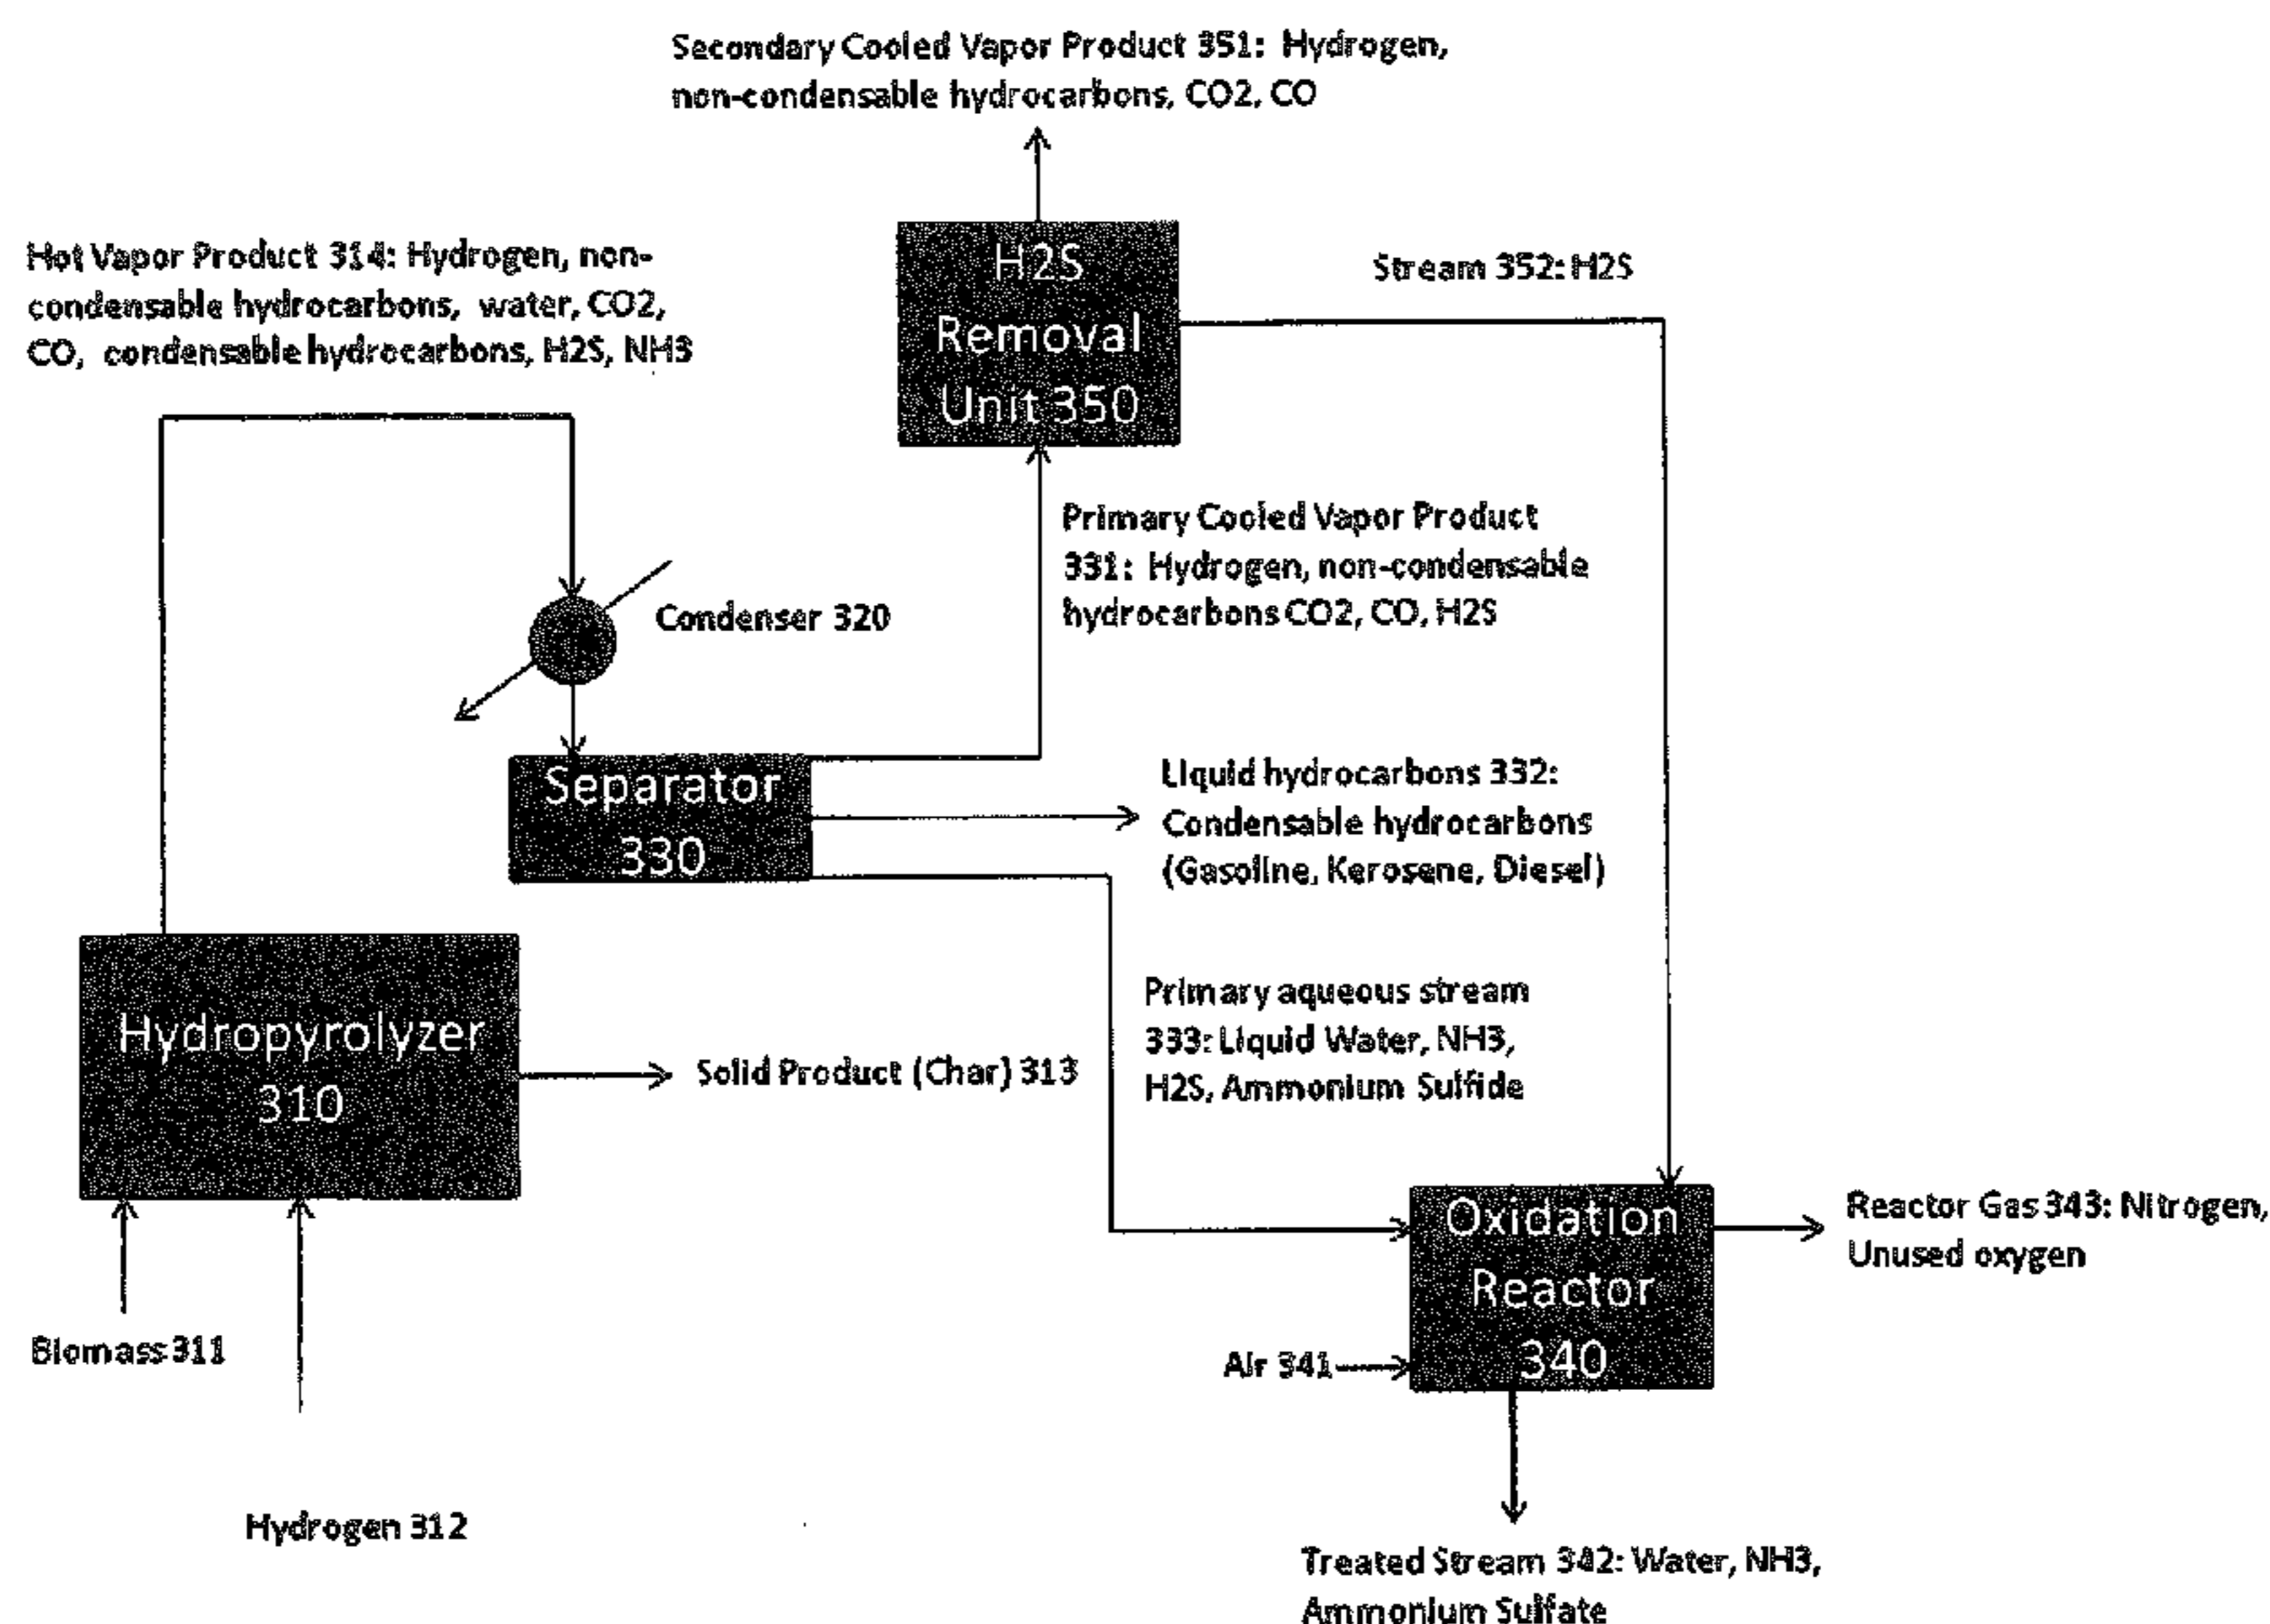 Secondary Cooled Vapor Product 351: Hydrogen,
non-condensable hydrocarbons, CO2, CO
Hot Vapor Product 314: Hydrogen, non-
condensable hydrocarbons, water, CO2,
CO, condensable hydrocarbons, H2S, NH3
H2S
Removal
Unit 350
Stream 352: H2S
Primary Cooled Vapor Product
331: Hydrogen, non-condensable
hydrocarbons CO2, CO, H2S
Condenser 320
Separator
330
Liquid hydrocarbons 332:
Condensable hydrocarbons
(Gasoline, Kerosene, Diesel)
Hydropyrolyzer
310
Solid Product (Char) 313
Primary aqueous stream
333: Liquid Water, NH3,
H2S, Ammonium Sulfide
Oxidation
Reactor
340
Reactor Gas 343: Nitrogen,
Unused oxygen
Biomass 311
Air 341
Hydrogen 312
Treated Stream 342: Water, NH3,
Ammonium Sulfate